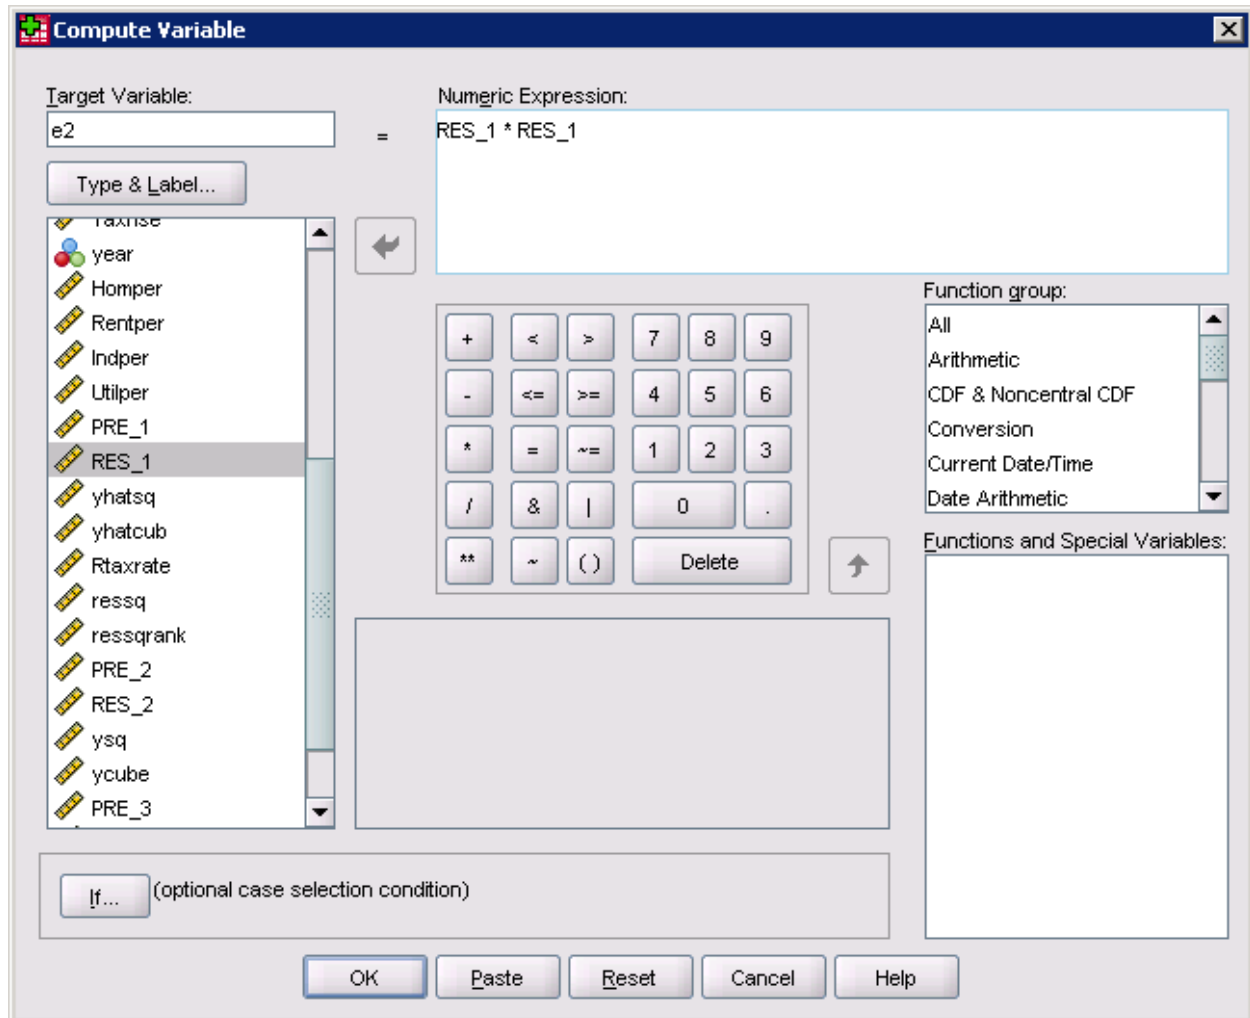 Compute Variable
Target Variable:
e2
=
Numeric Expression:
RES_1 * RES_1
Type & Label...
Taxrise
year
Homper
Rentper
Indper
Utilper
PRE_1
RES_1
yhatsq
yhatcub
Rtaxrate
ressq
ressqrank
PRE_2
RES_2
ysq
ycube
PRE_3
+ < > 7 8 9
- <= >= 4 5 6
* = ~= 1 2 3
/ & | 0 .
** ~ ( ) Delete
Function group:
All
Arithmetic
CDF & Noncentral CDF
Conversion
Current Date/Time
Date Arithmetic
Functions and Special Variables:
If... (optional case selection condition)
OK Paste Reset Cancel Help